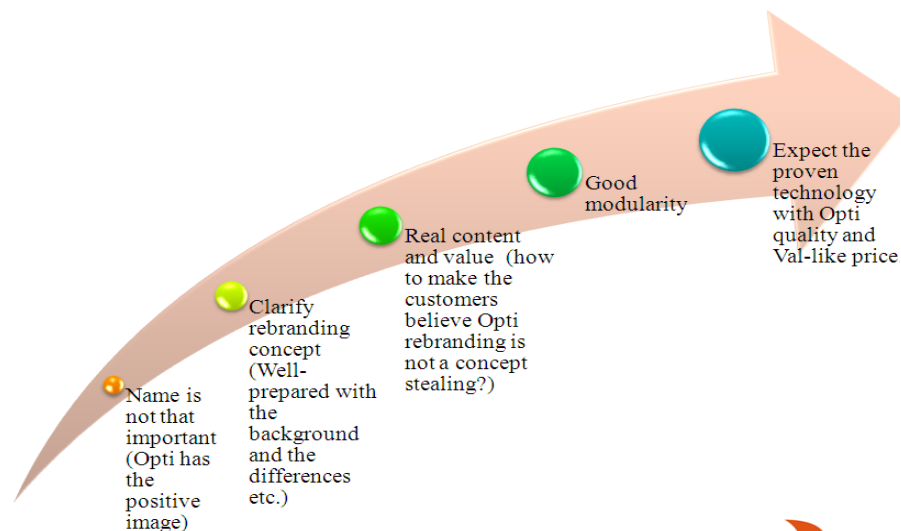 Name is
not that
important
(Opti has
the
positive
image)
Clarify
rebranding
concept
(Well-
prepared with
the
background
and the
differences
etc.)
Real content
and value (how
to make the
customers
believe Opti
rebranding is
not a concept
stealing?)
Good
modularity
Expect the
proven
technology
with Opti
quality and
Val-like price.